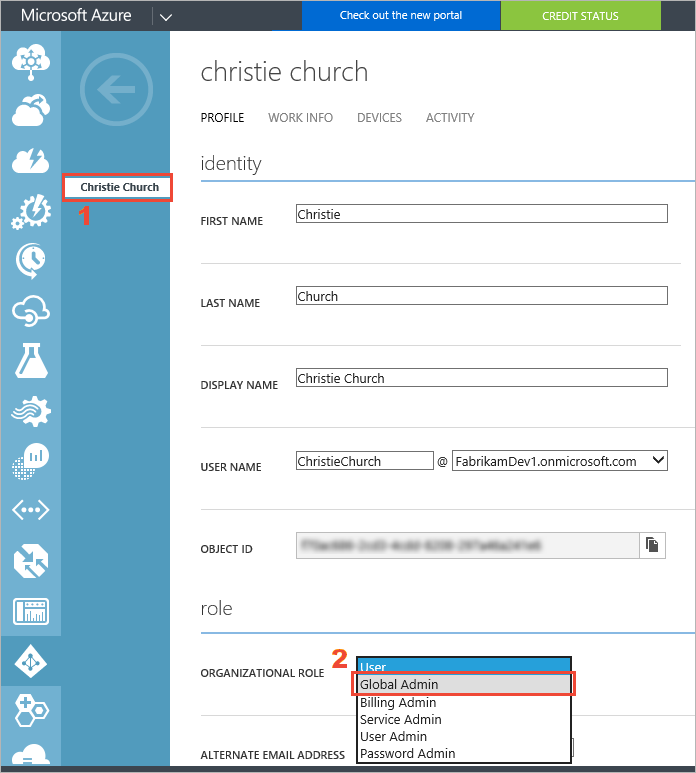 Microsoft Azure
Check out the new portal
CREDIT STATUS
Christie Church
1
christie church
PROFILE WORK INFO DEVICES ACTIVITY
identity
FIRST NAME Christie
LAST NAME Church
DISPLAY NAME Christie Church
USER NAME ChristieChurch @ FabrikamDev1.onmicrosoft.com
OBJECT ID
role
2
ORGANIZATIONAL ROLE
User
Global Admin
Billing Admin
Service Admin
User Admin
Password Admin
ALTERNATE EMAIL ADDRESS